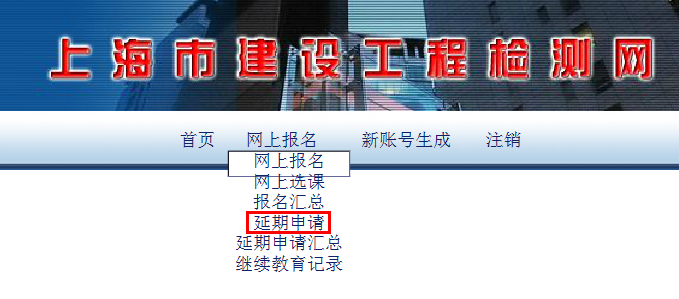 上海市建设工程检测网
首页 网上报名 新账号生成 注销
网上报名
网上选课
报名汇总
延期申请
延期申请汇总
继续教育记录